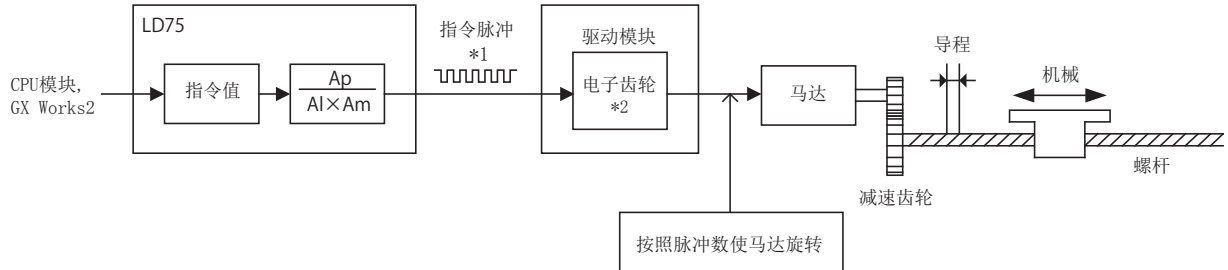 LD75
CPU模块,
GX Works2
指令值
Ap
Al×Am
指令脉冲
*1
驱动模块
电子齿轮
*2
马达
导程
机械
螺杆
减速齿轮
按照脉冲数使马达旋转